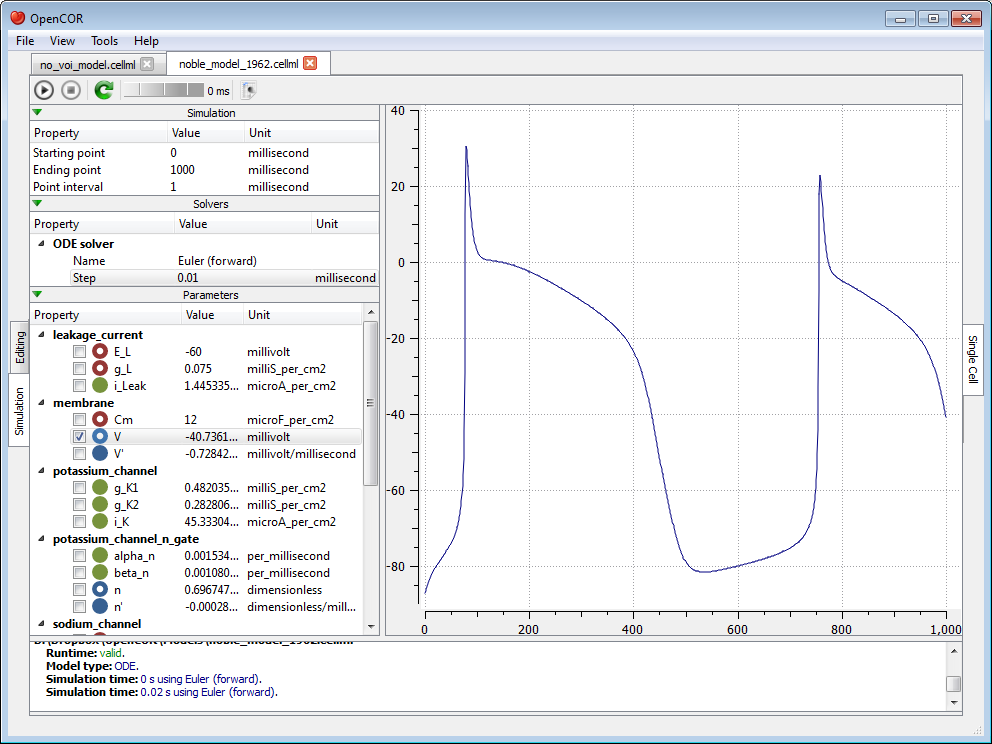 OpenCOR
File View Tools Help
no_voi_model.cellml noble_model_1962.cellml
0 ms
Simulation
Property Value Unit
Starting point 0 millisecond
Ending point 1000 millisecond
Point interval 1 millisecond
Solvers
Property Value Unit
ODE solver
Name Euler (forward)
Step 0.01 millisecond
Parameters
Property Value Unit
leakage_current
E_L -60 millivolt
g_L 0.075 milliS_per_cm2
i_Leak 1.445335... microA_per_cm2
membrane
Cm 12 microF_per_cm2
V -40.7361... millivolt
V' -0.72842... millivolt/millisecond
potassium_channel
g_K1 0.482035... milliS_per_cm2
g_K2 0.282806... milliS_per_cm2
i_K 45.33304... microA_per_cm2
potassium_channel_n_gate
alpha_n 0.001534... per_millisecond
beta_n 0.001080... per_millisecond
n 0.696747... dimensionless
n' -0.00028... dimensionless/mill...
sodium_channel
Editing
Simulation
40
20
0
-20
-40
-60
-80
0 200 400 600 800 1,000
Single Cell
Runtime: valid.
Model type: ODE.
Simulation time: 0 s using Euler (forward).
Simulation time: 0.02 s using Euler (forward).